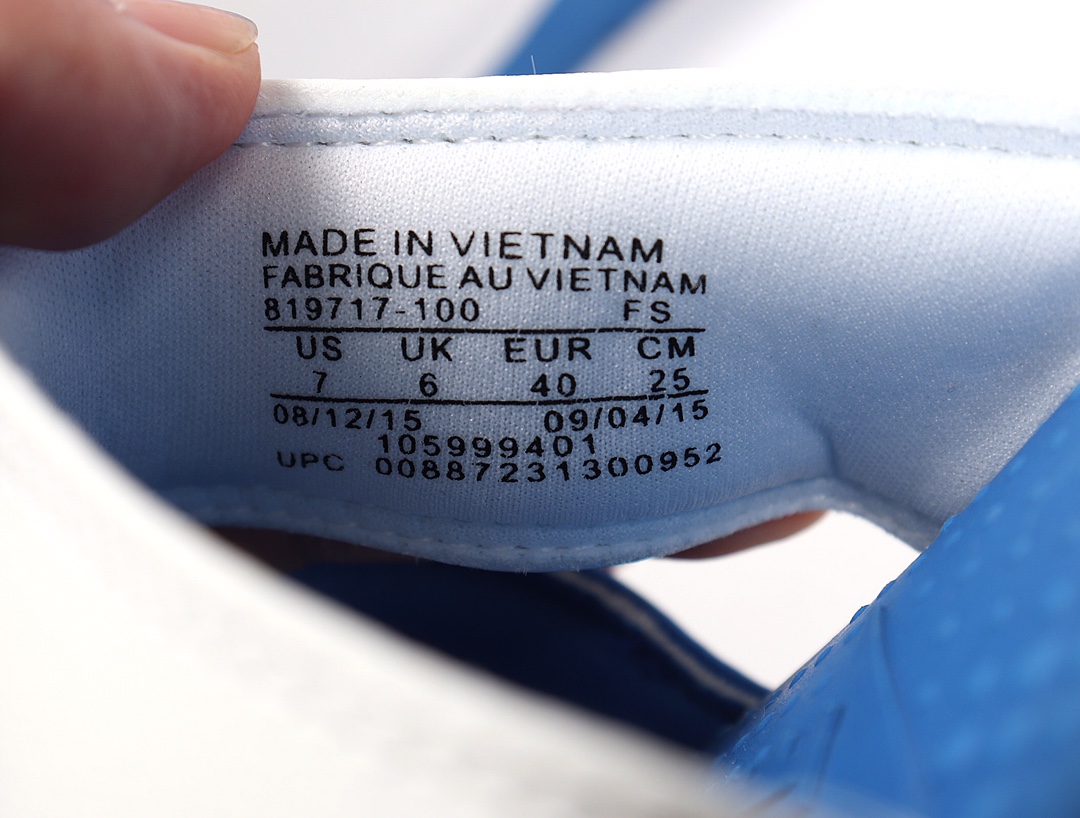 MADE IN VIETNAM
FABRIQUE AU VIETNAM
819717-100 FS
US UK EUR CM
7 6 40 25
08/12/15 09/04/15
105999401
UPC 00887231300952